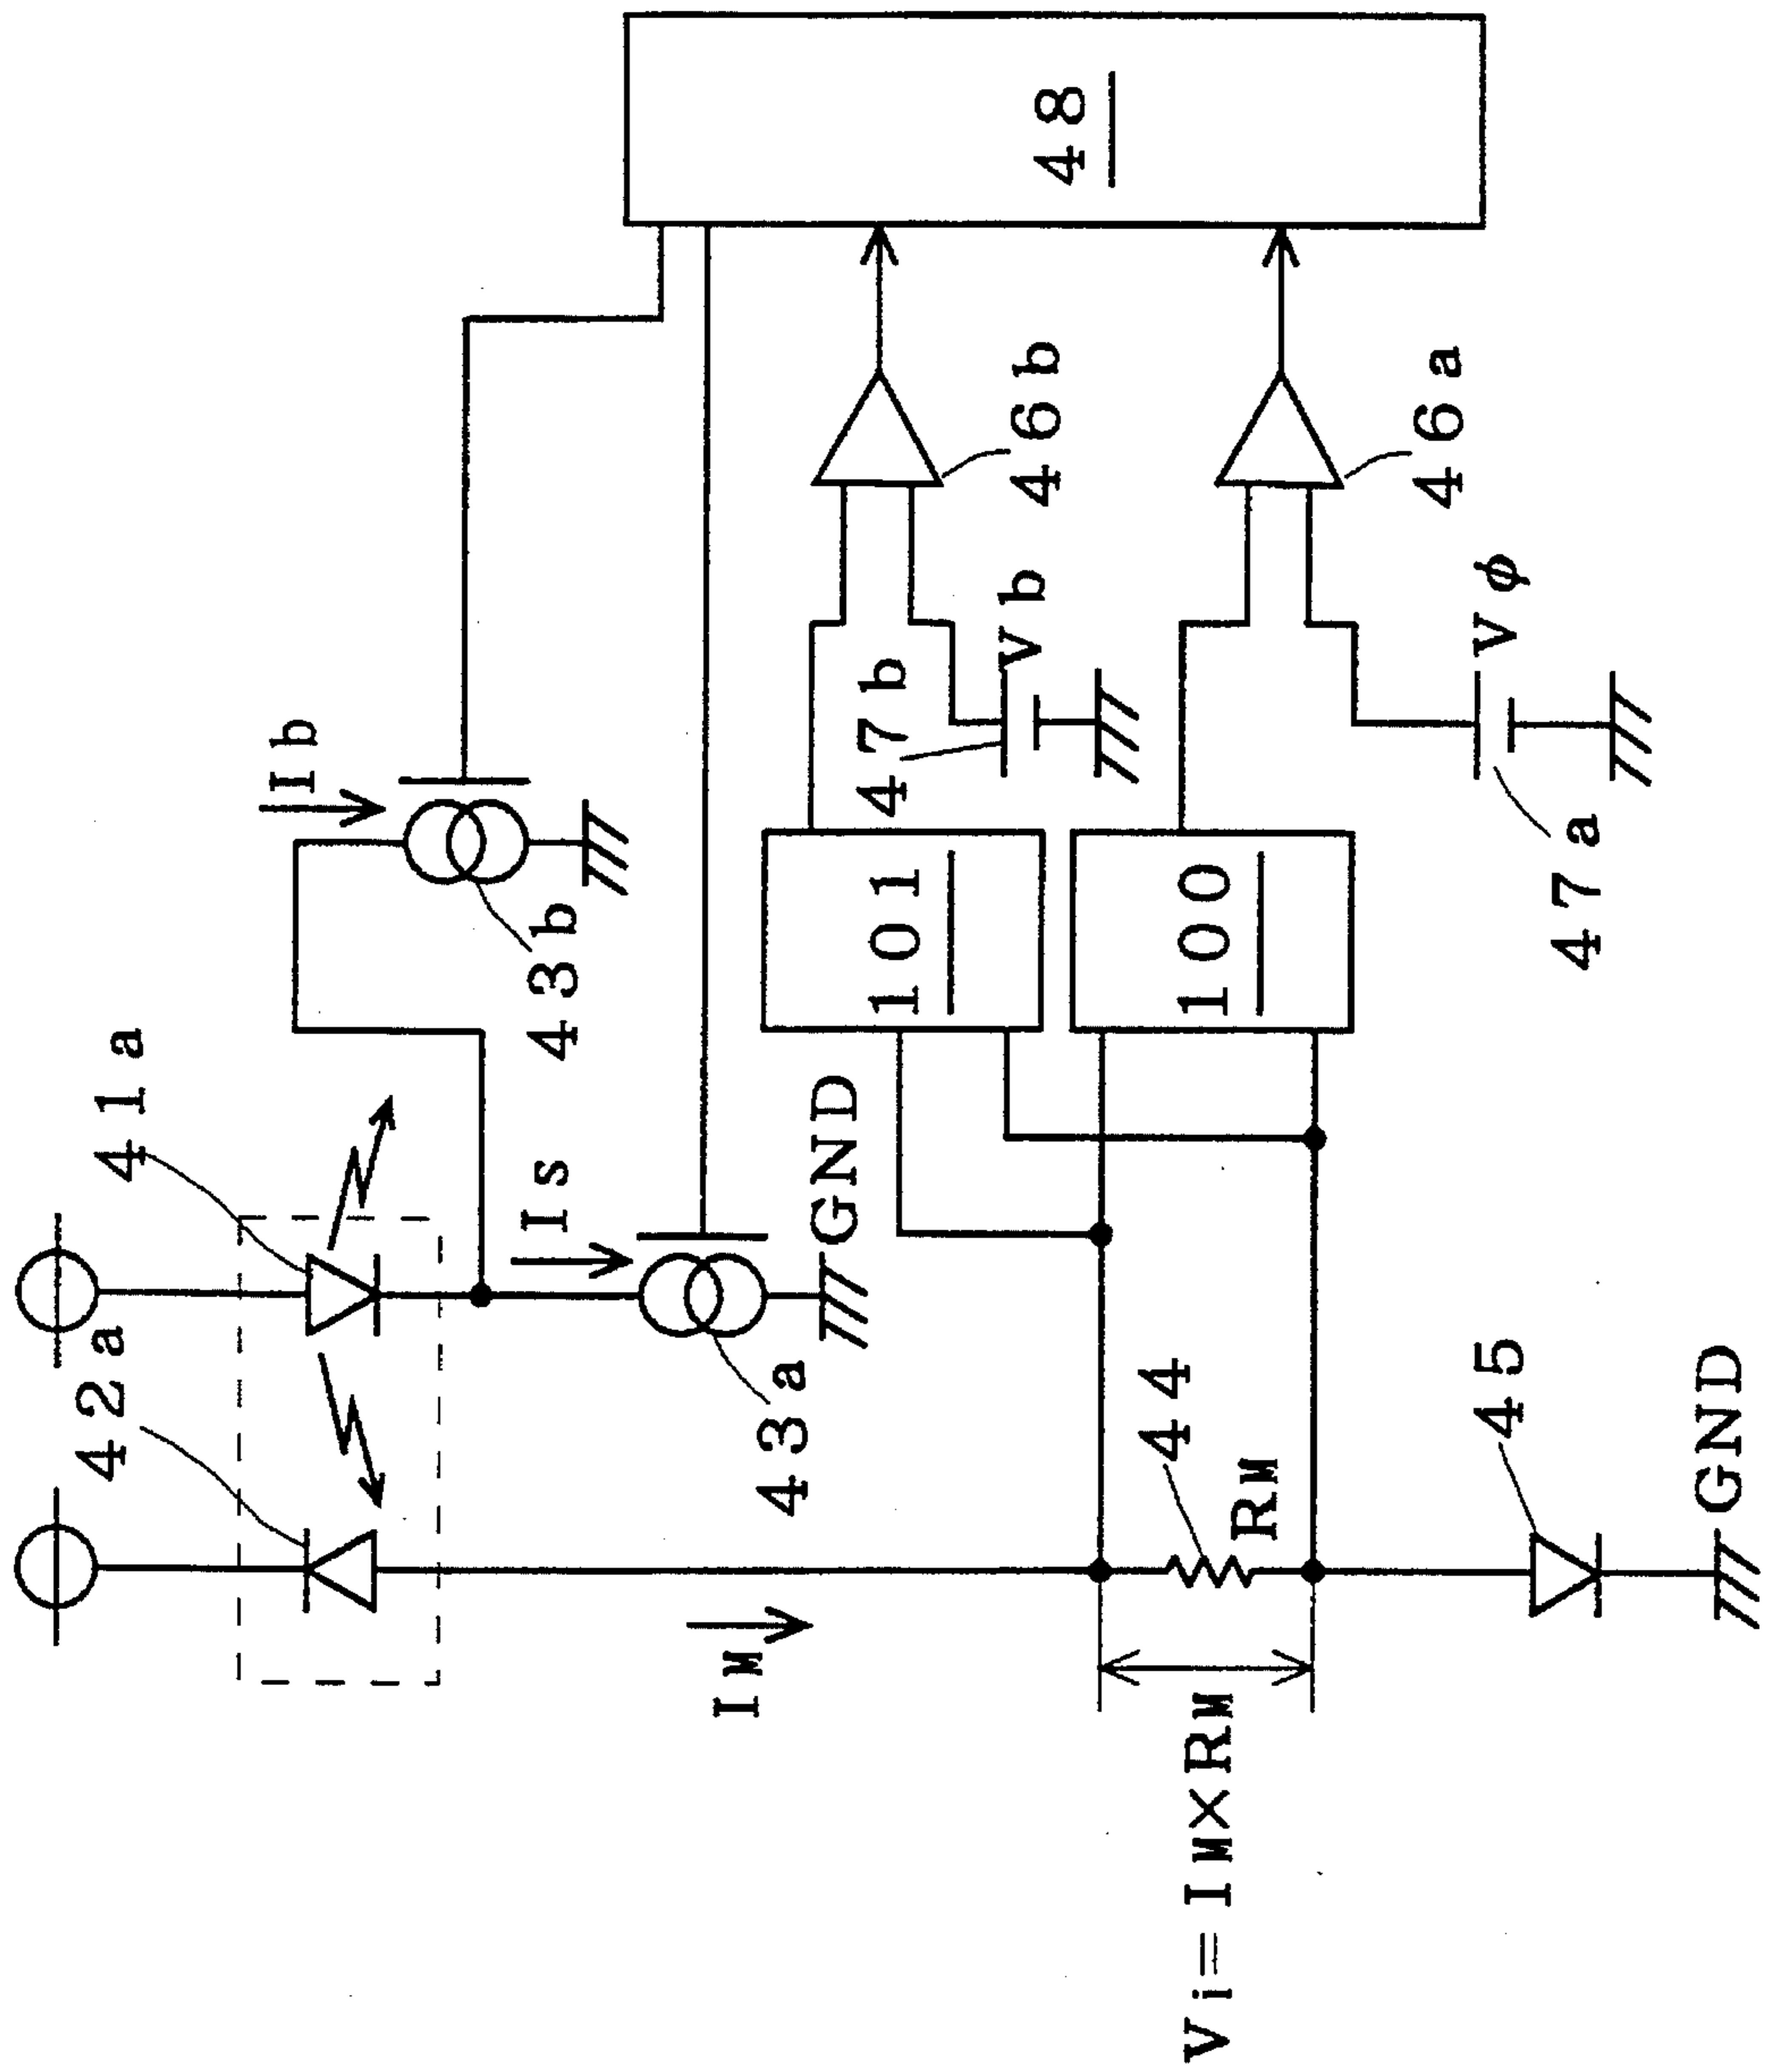 42a
41a
Ib
43b
Is
43a
GND
IM
Vi=IM×RM
RM
44
45
GND
101
100
47b
Vb
47a
Vφ
46b
46a
48